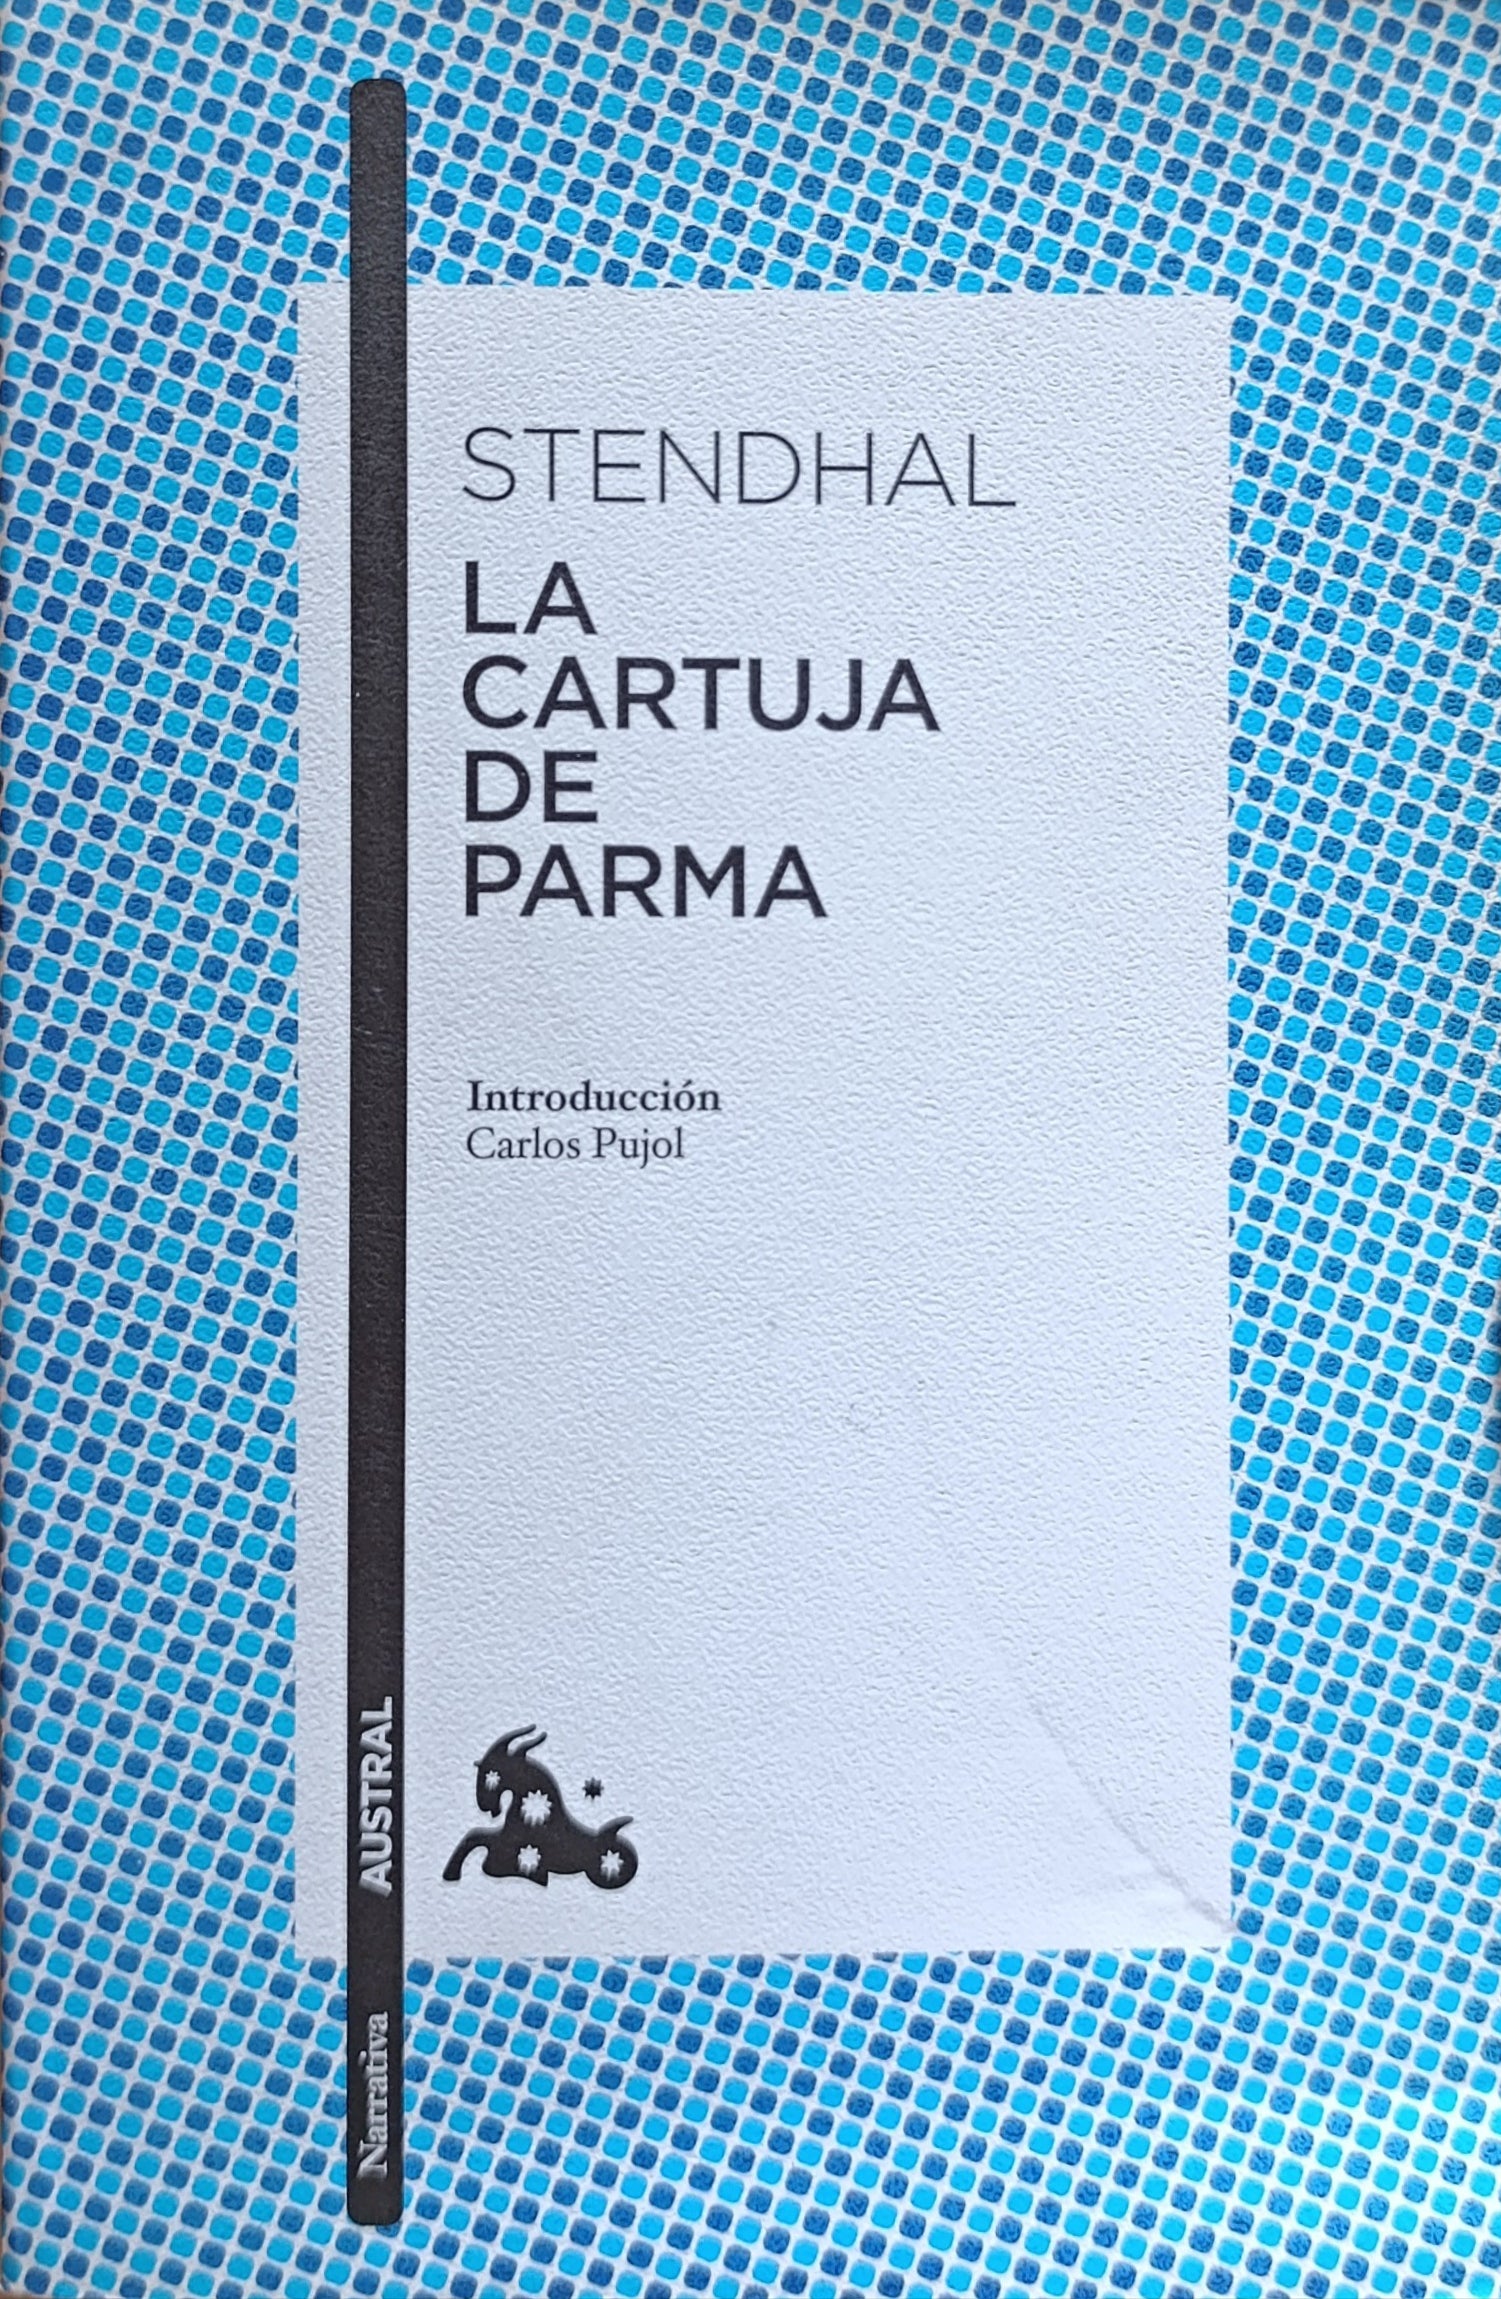 STENDHAL
LA
CARTUJA
DE
PARMA
Introducción
Carlos Pujol
AUSTRAL
Narrativa